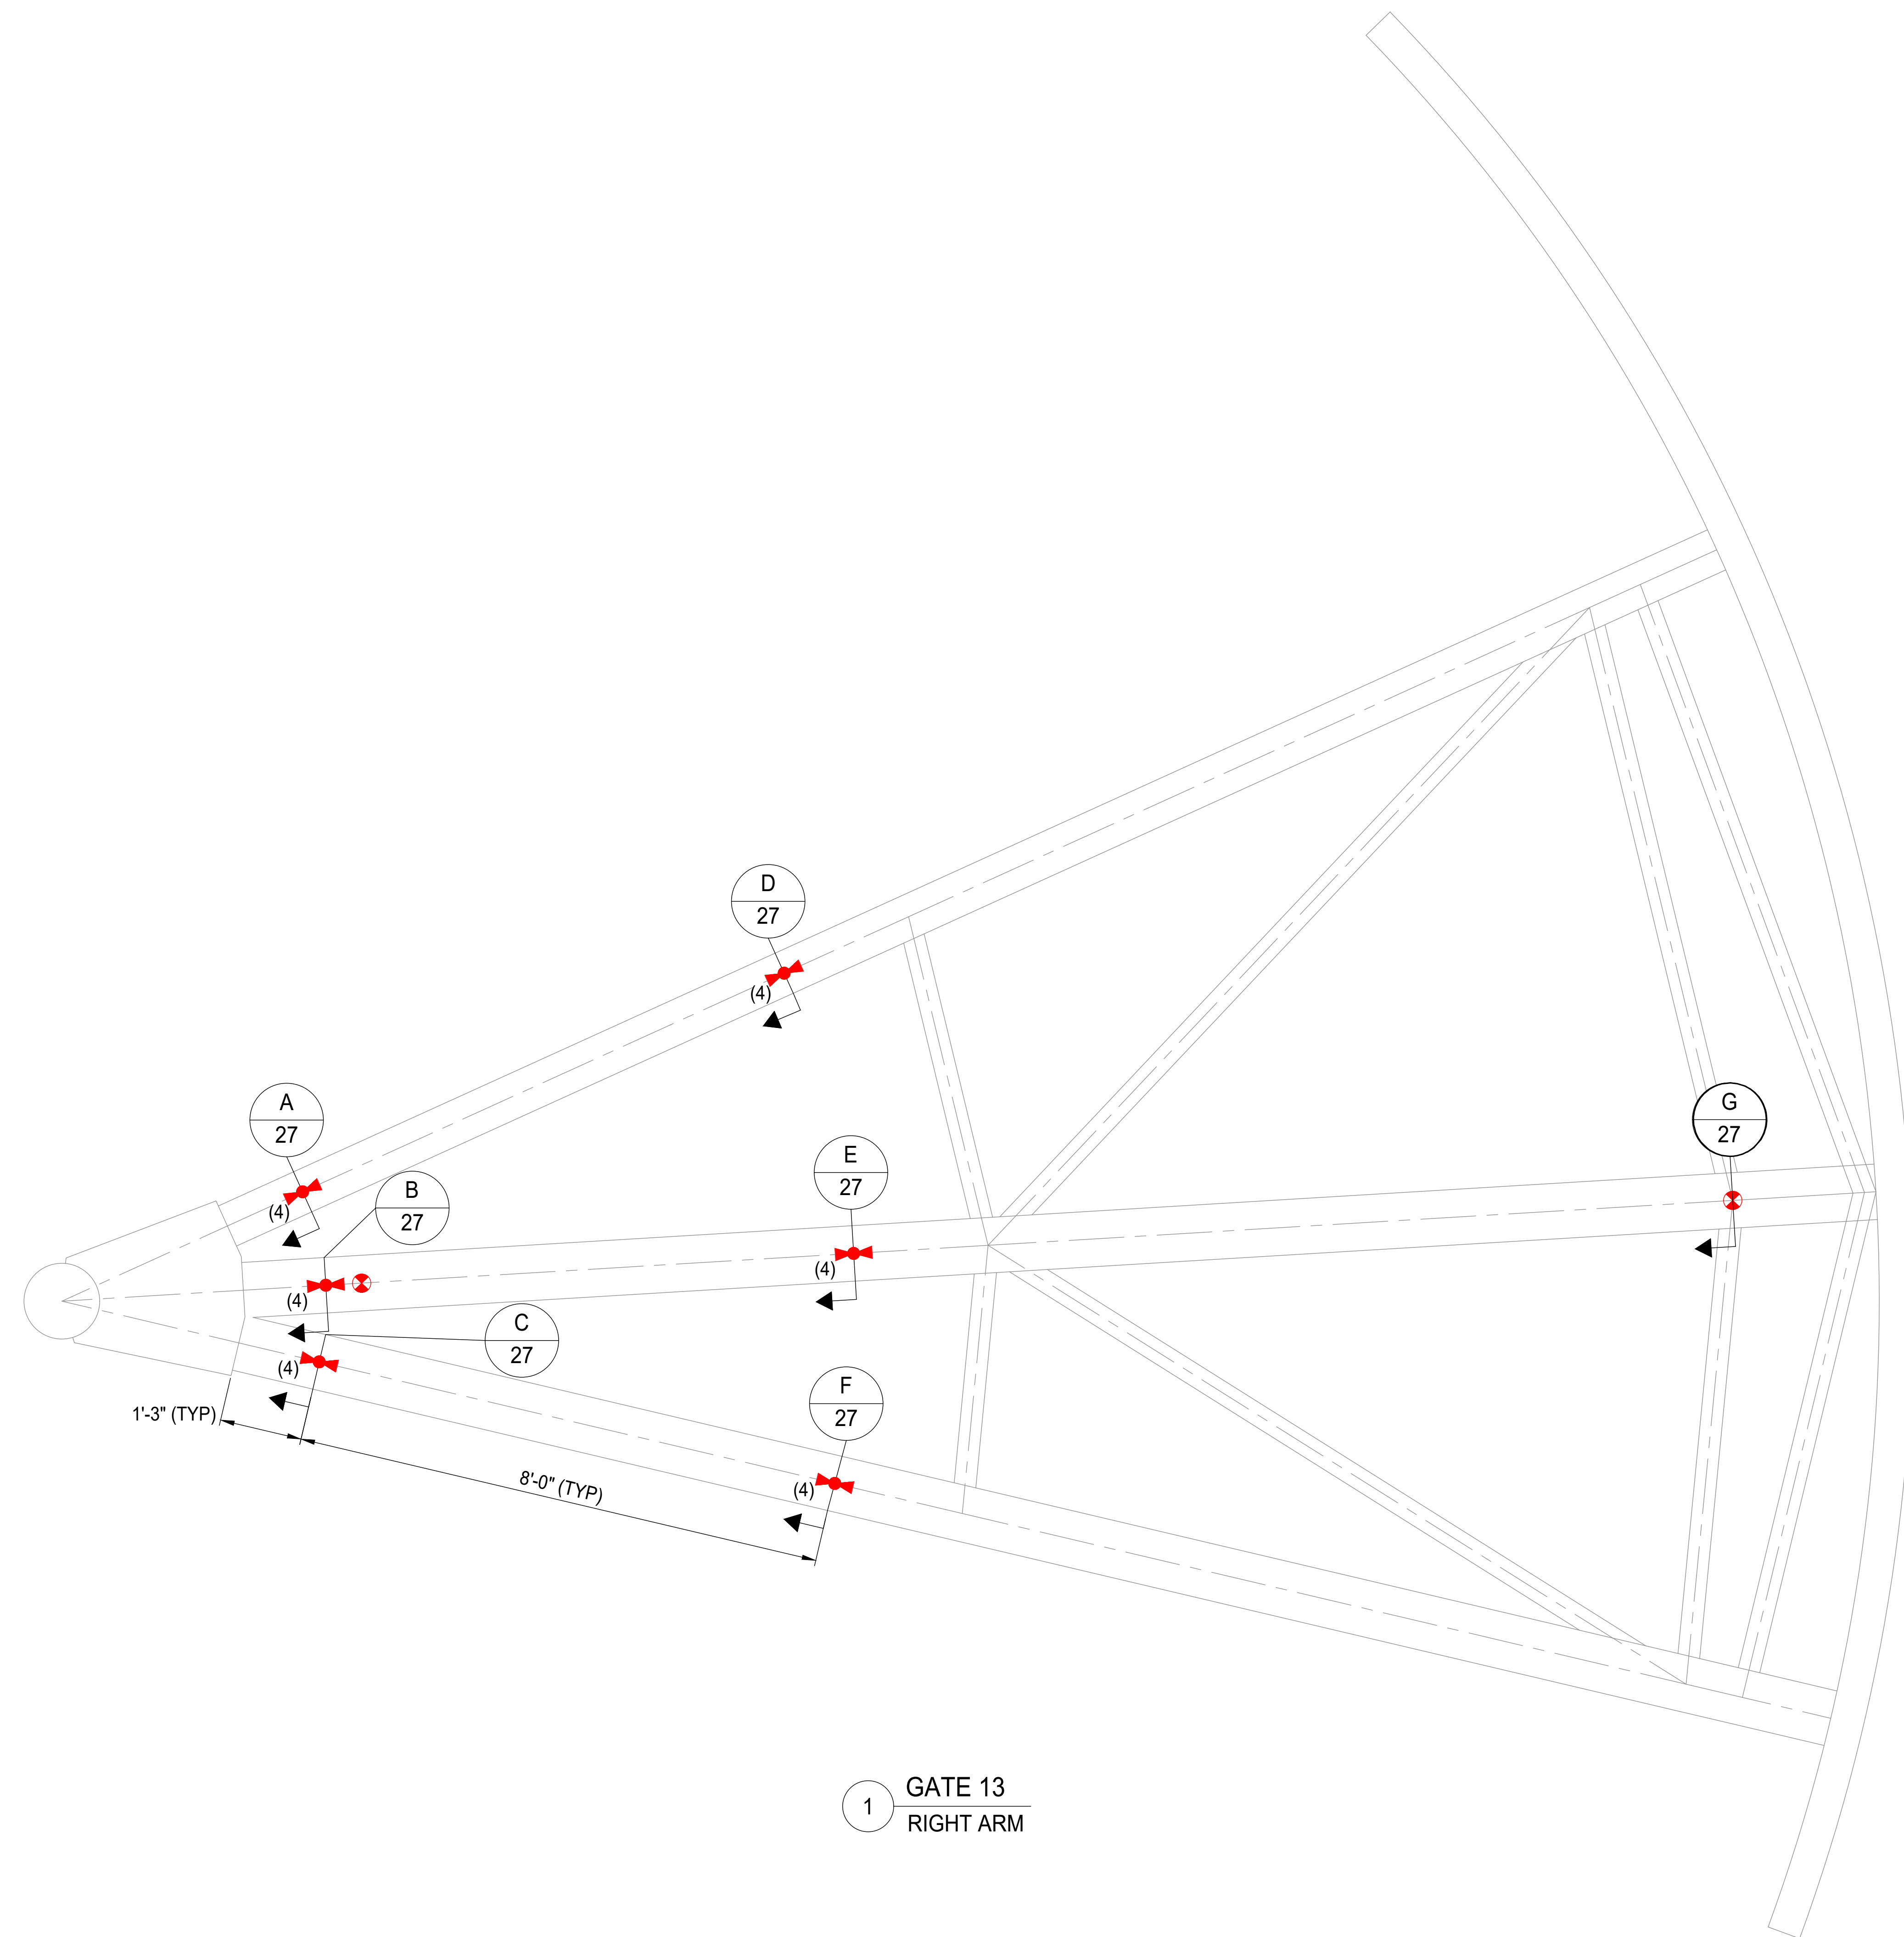 D
27
A
27
(4)
G
27
E
27
B
27
(4)
(4)
(4)
C
27
(4)
F
27
1'-3" (TYP)
8'-0" (TYP)
(4)
1
GATE 13
RIGHT ARM